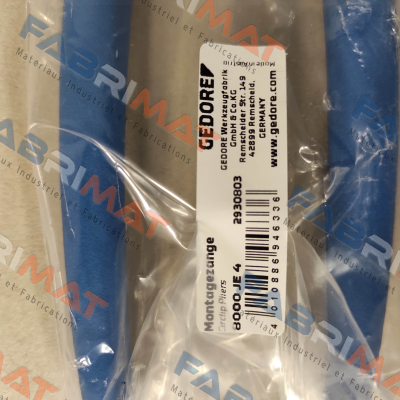 GEDORE
GEDORE Werkzeugfabrik
GmbH & Co.KG
Remscheider Str. 149
42899 Remscheid.
GERMANY
www.gedore.com
Montagezange
Circlip Pliers
8000 JE 4
2930803
4 010886 946336
FABRIMAT
Matériaux Industriel et Fabrications